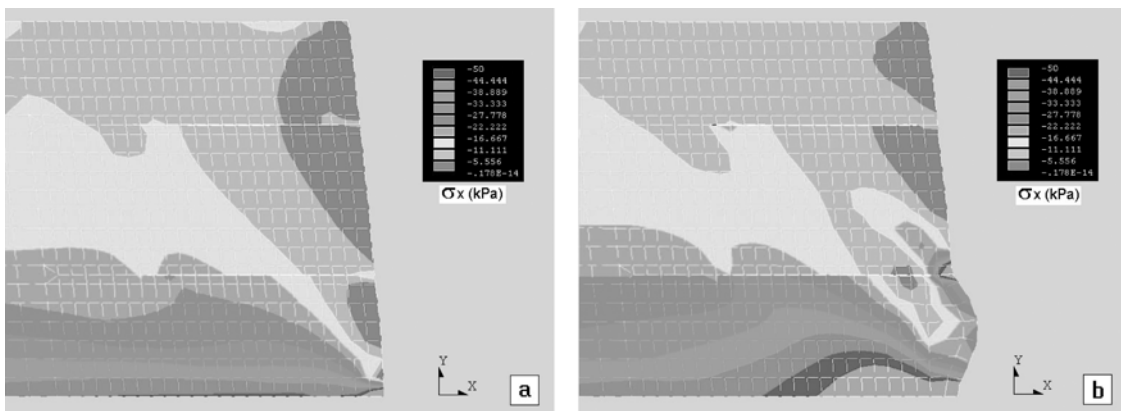 -50
-44.444
-38.889
-33.333
-27.778
-22.222
-16.667
-11.111
-5.556
-.178E-14
σx (kPa)
Y
X
a
-50
-44.444
-38.889
-33.333
-27.778
-22.222
-16.667
-11.111
-5.556
-.178E-14
σx (kPa)
Y
X
b